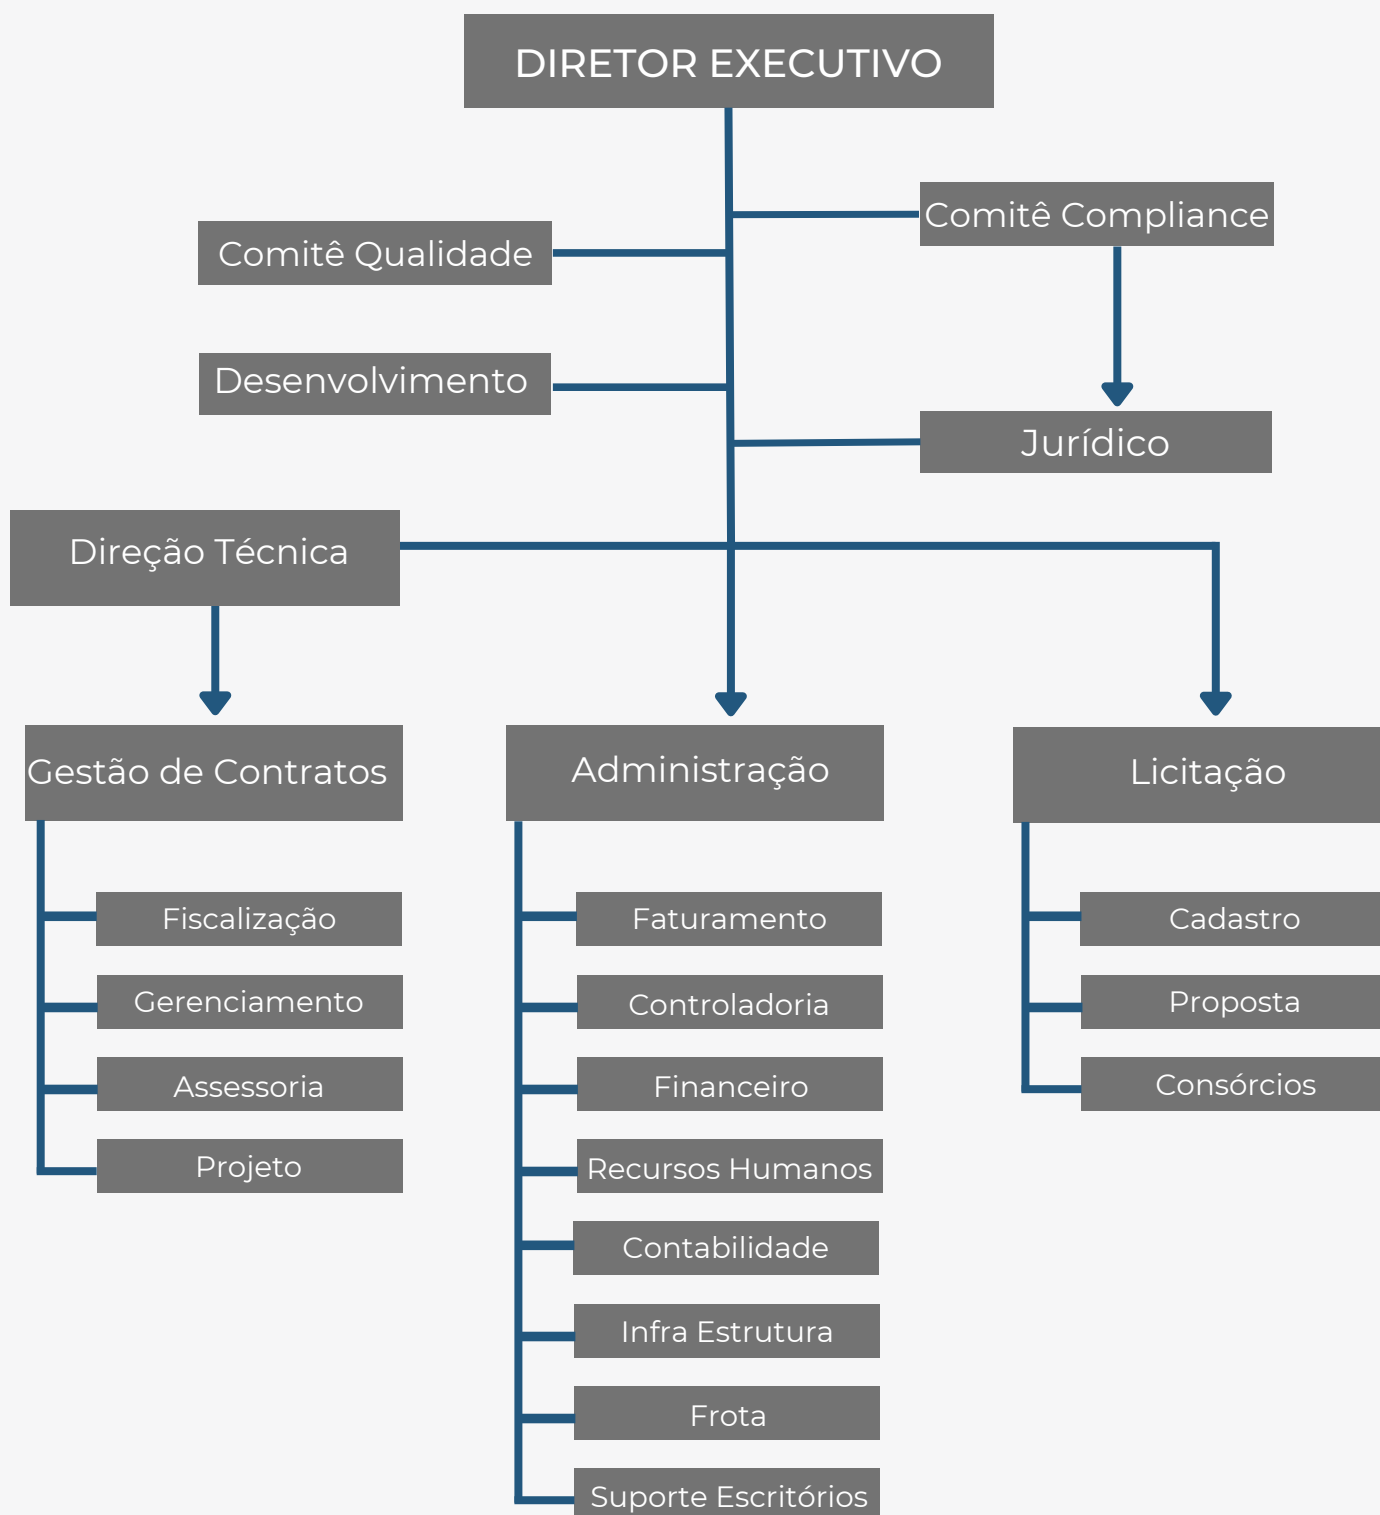 DIRETOR EXECUTIVO
Comitê Compliance
Comitê Qualidade
Desenvolvimento
Jurídico
Direção Técnica
Gestão de Contratos
Administração
Licitação
Fiscalização
Faturamento
Cadastro
Gerenciamento
Controladoria
Proposta
Assessoria
Financeiro
Consórcios
Projeto
Recursos Humanos
Contabilidade
Infra Estrutura
Frota
Suporte Escritórios